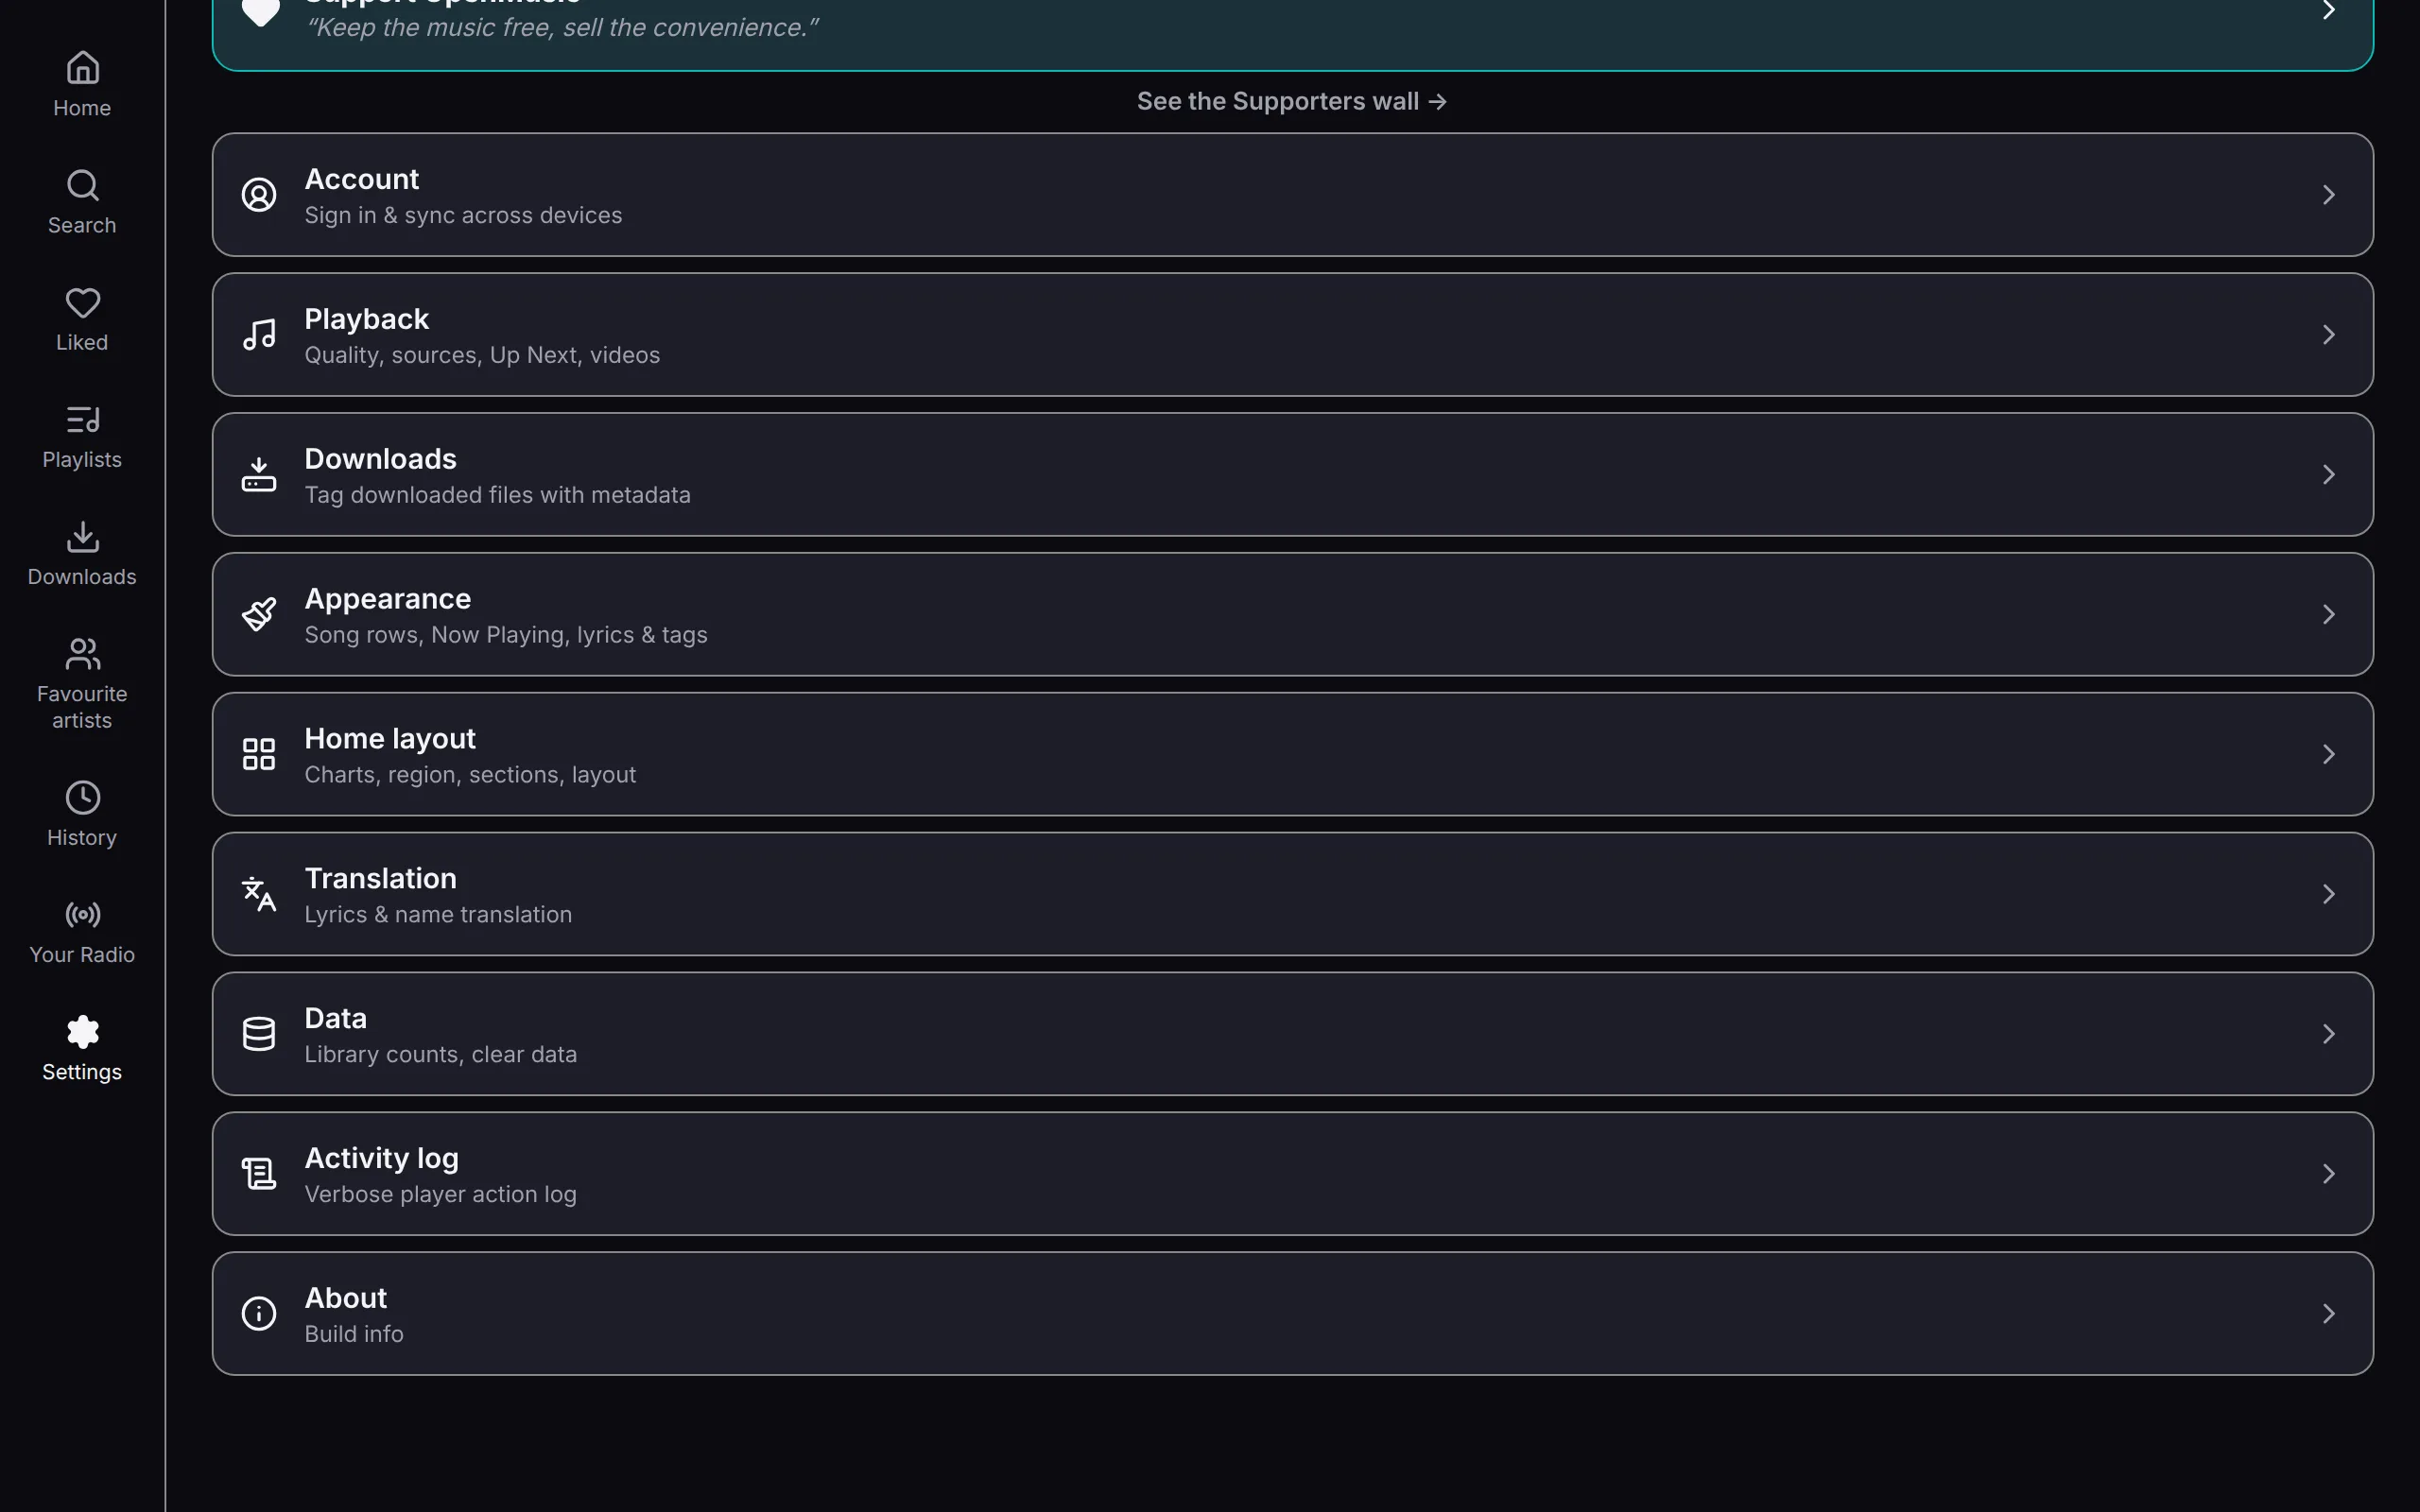 Home
Search
Liked
Playlists
Downloads
Favourite
artists
History
Your Radio
Settings
Support OpenMusic
“Keep the music free, sell the convenience.”
See the Supporters wall →
Account
Sign in & sync across devices
Playback
Quality, sources, Up Next, videos
Downloads
Tag downloaded files with metadata
Appearance
Song rows, Now Playing, lyrics & tags
Home layout
Charts, region, sections, layout
Translation
Lyrics & name translation
Data
Library counts, clear data
Activity log
Verbose player action log
About
Build info